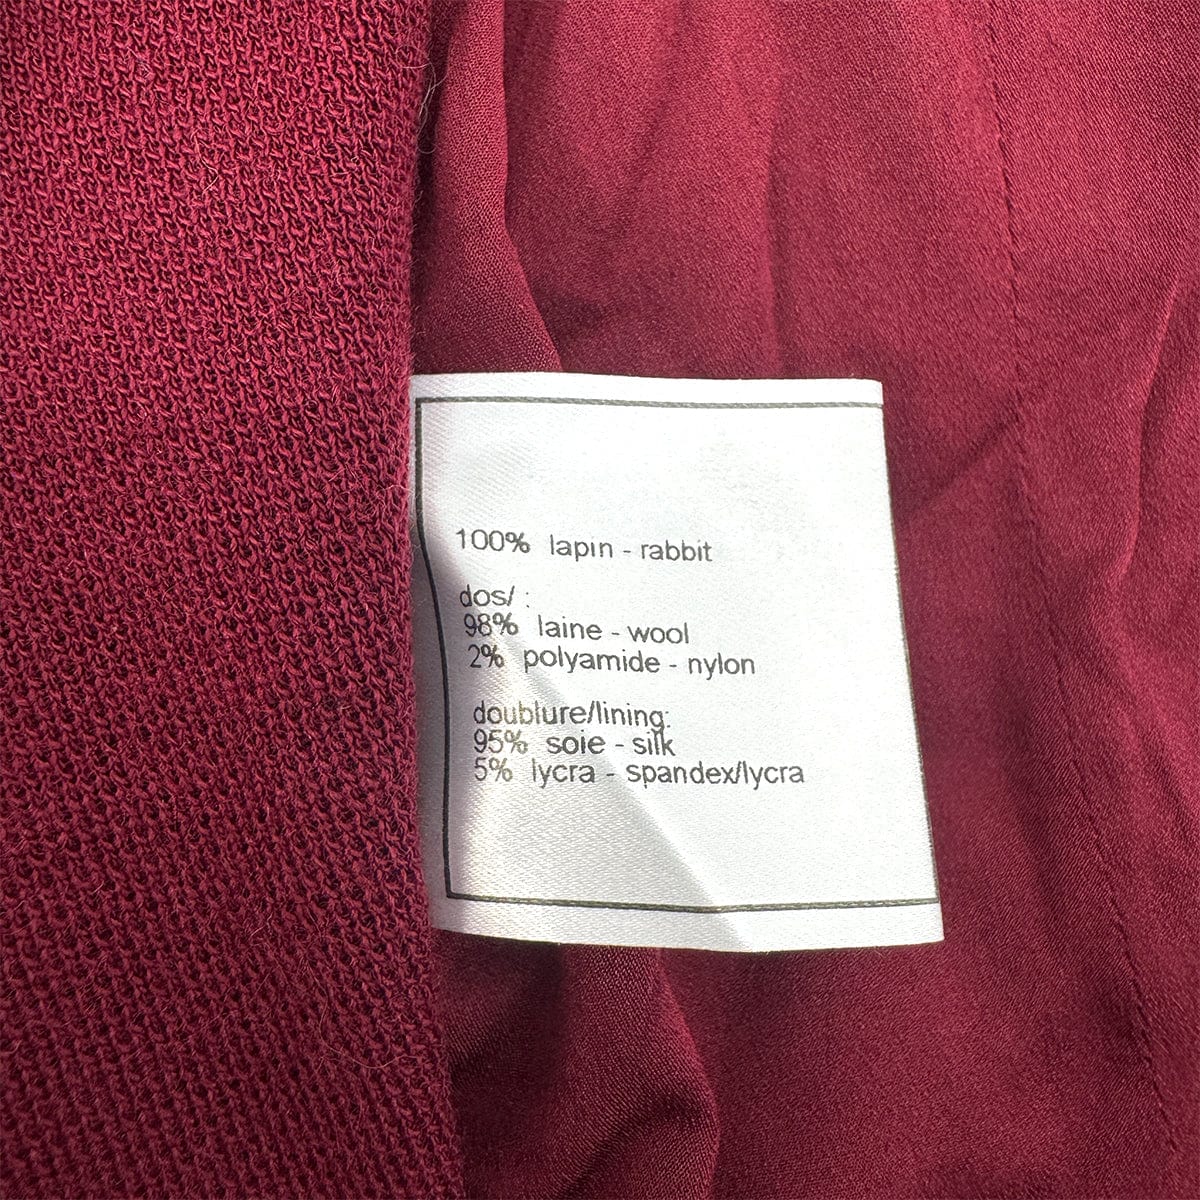 100% lapin - rabbit
dos/ :
98% laine - wool
2% polyamide - nylon
doublure/lining:
95% soie - silk
5% lycra - spandex/lycra